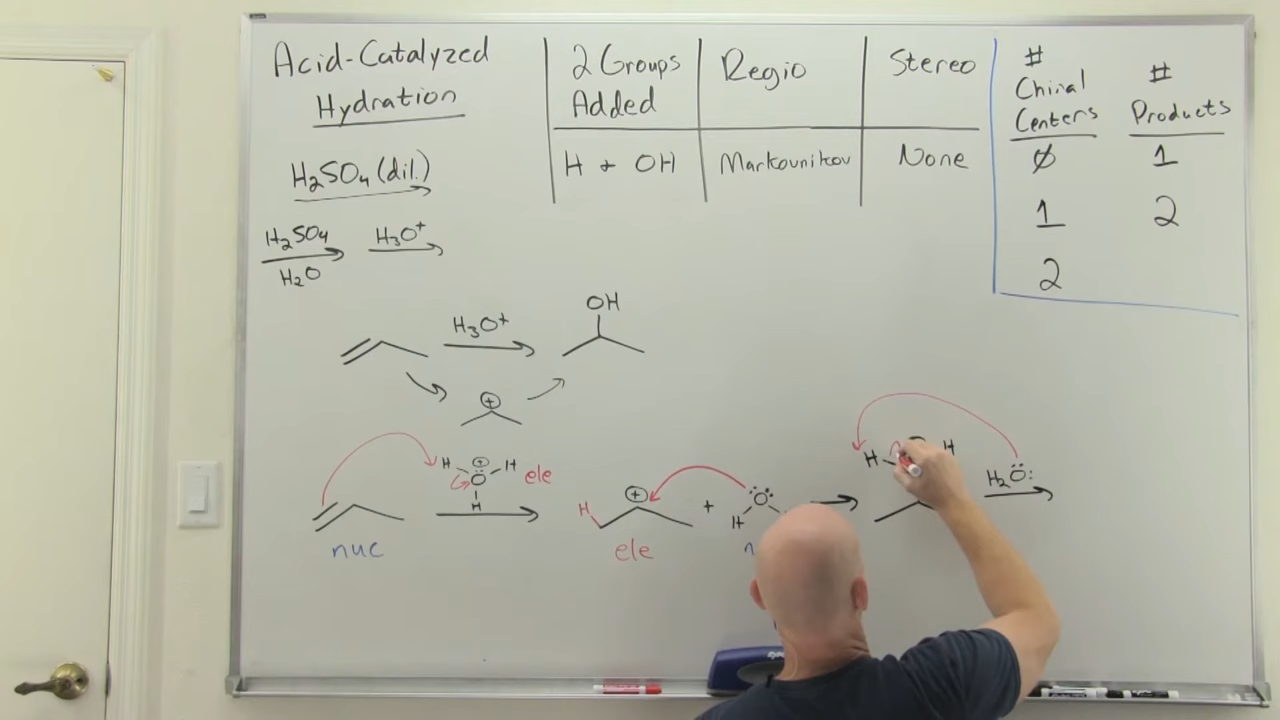 Acid-Catalyzed
Hydration
2 Groups
Added
Regio
Stereo
#
Chiral
Centers
#
Products
H + OH
Markovnikov
None
∅
1
1
2
2
H₂SO₄ (dil.)
H₂SO₄
H₂O
H₃O⁺
H₃O⁺
OH
⊕
H
⊕
O
H
H
ele
nuc
H
⊕
ele
+
O
H
H
H
H₂O